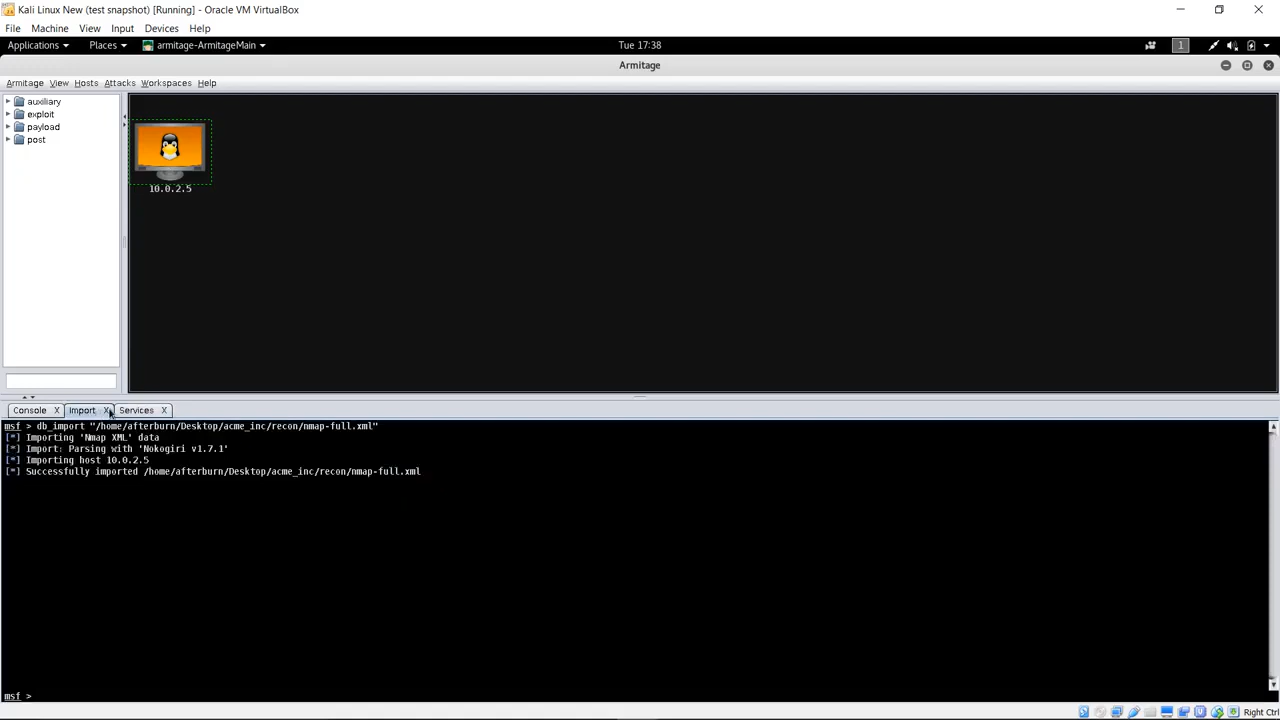 Kali Linux New (test snapshot) [Running] - Oracle VM VirtualBox
File Machine View Input Devices Help
Applications Places armitage-ArmitageMain Tue 17:38 1
Armitage
Armitage View Hosts Attacks Workspaces Help
auxiliary
exploit
payload
post
10.0.2.5
Console X Import X Services X
msf > db_import "/home/afterburn/Desktop/acme_inc/recon/nmap-full.xml"
[*] Importing 'Nmap XML' data
[*] Import: Parsing with 'Nokogiri v1.7.1'
[*] Importing host 10.0.2.5
[*] Successfully imported /home/afterburn/Desktop/acme_inc/recon/nmap-full.xml
msf >
Right Ctrl